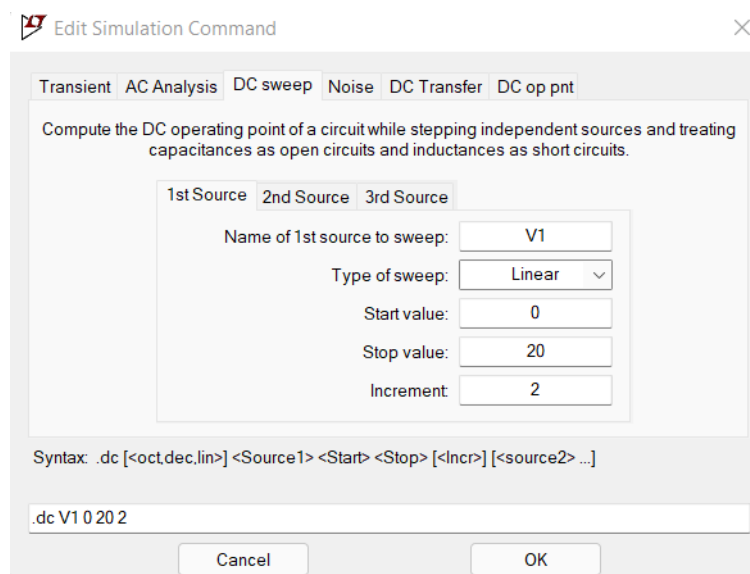 Edit Simulation Command
Transient AC Analysis DC sweep Noise DC Transfer DC op pnt
Compute the DC operating point of a circuit while stepping independent sources and treating
capacitances as open circuits and inductances as short circuits.
1st Source 2nd Source 3rd Source
Name of 1st source to sweep: V1
Type of sweep: Linear
Start value: 0
Stop value: 20
Increment: 2
Syntax: .dc [<oct,dec,lin>] <Source1> <Start> <Stop> [<Incr>] [<source2> ...]
.dc V1 0 20 2
Cancel OK